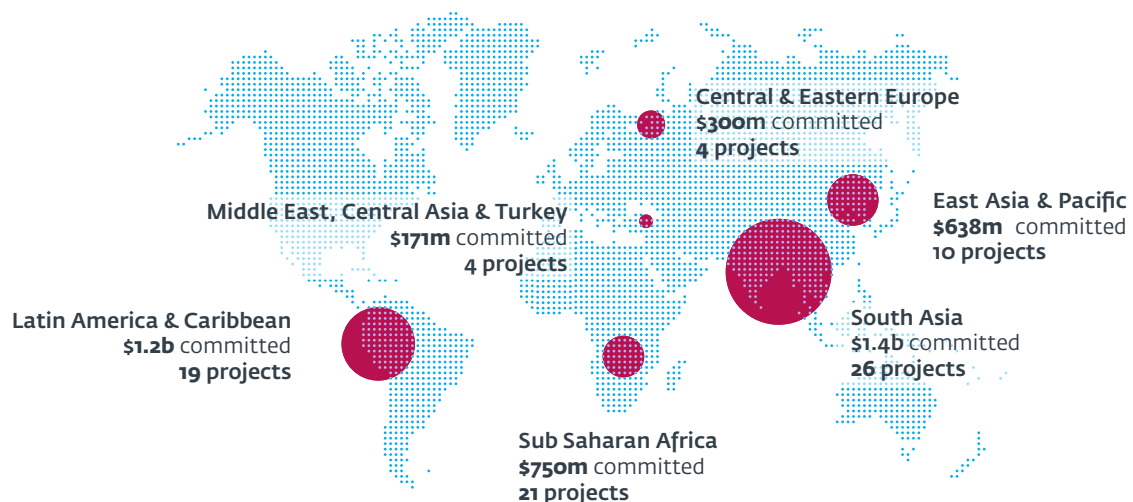 Central & Eastern Europe
$300m committed
4 projects
Middle East, Central Asia & Turkey
$171m committed
4 projects
East Asia & Pacific
$638m committed
10 projects
Latin America & Caribbean
$1.2b committed
19 projects
South Asia
$1.4b committed
26 projects
Sub Saharan Africa
$750m committed
21 projects